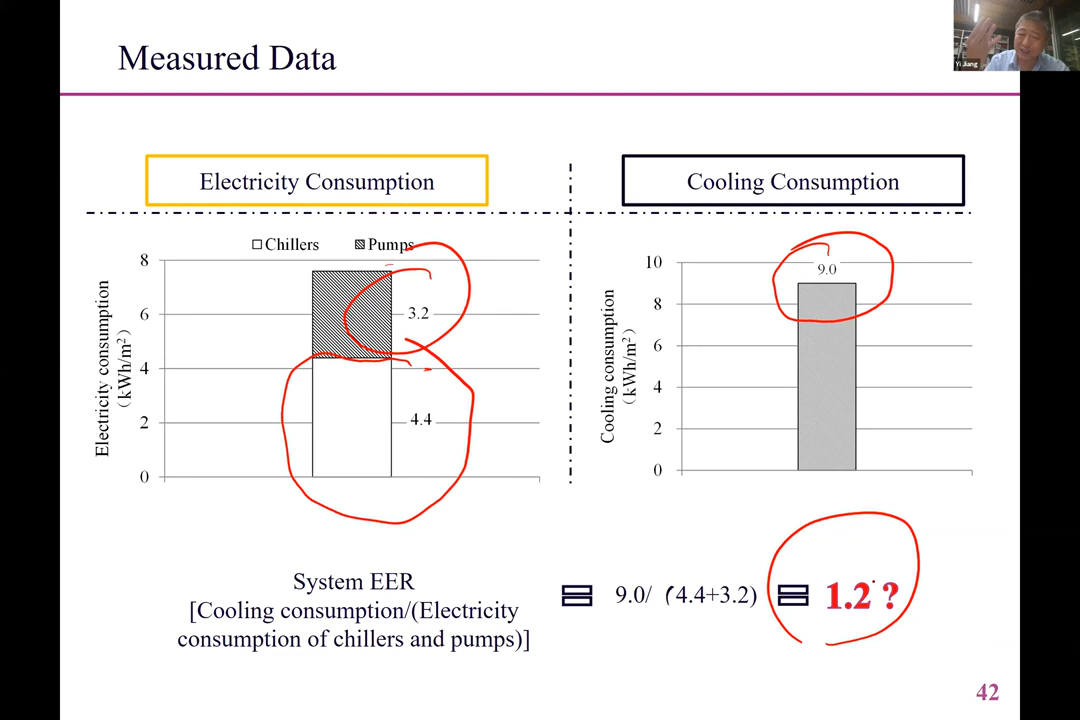 Measured Data
Yi Jiang
Electricity Consumption
Cooling Consumption
Chillers
Pumps
Electricity consumption
(kWh/m²)
8
6
4
2
0
3.2
4.4
Cooling consumption
(kWh/m²)
10
8
6
4
2
0
9.0
System EER
[Cooling consumption/(Electricity
consumption of chillers and pumps)]
= 9.0/ (4.4+3.2) = 1.2 ?
42